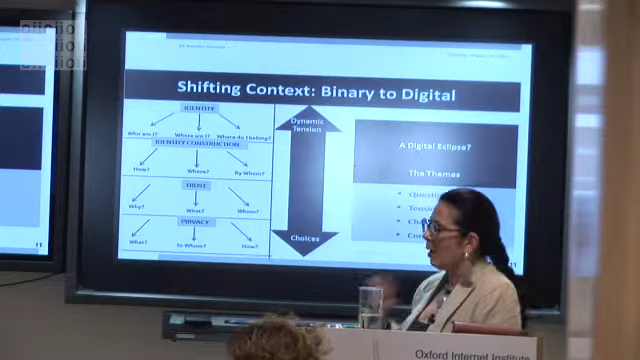 Shifting Context: Binary to Digital
IDENTITY
Who am I?
Where am I?
Where do I belong?
IDENTITY CONSTRUCTION
How?
Where?
By Whom?
TRUST
Why?
What?
Whom?
PRIVACY
What?
To Whom?
How?
Dynamic
Tension
Choices
A Digital Eclipse?
The Themes
11
11
Oxford Internet Institute